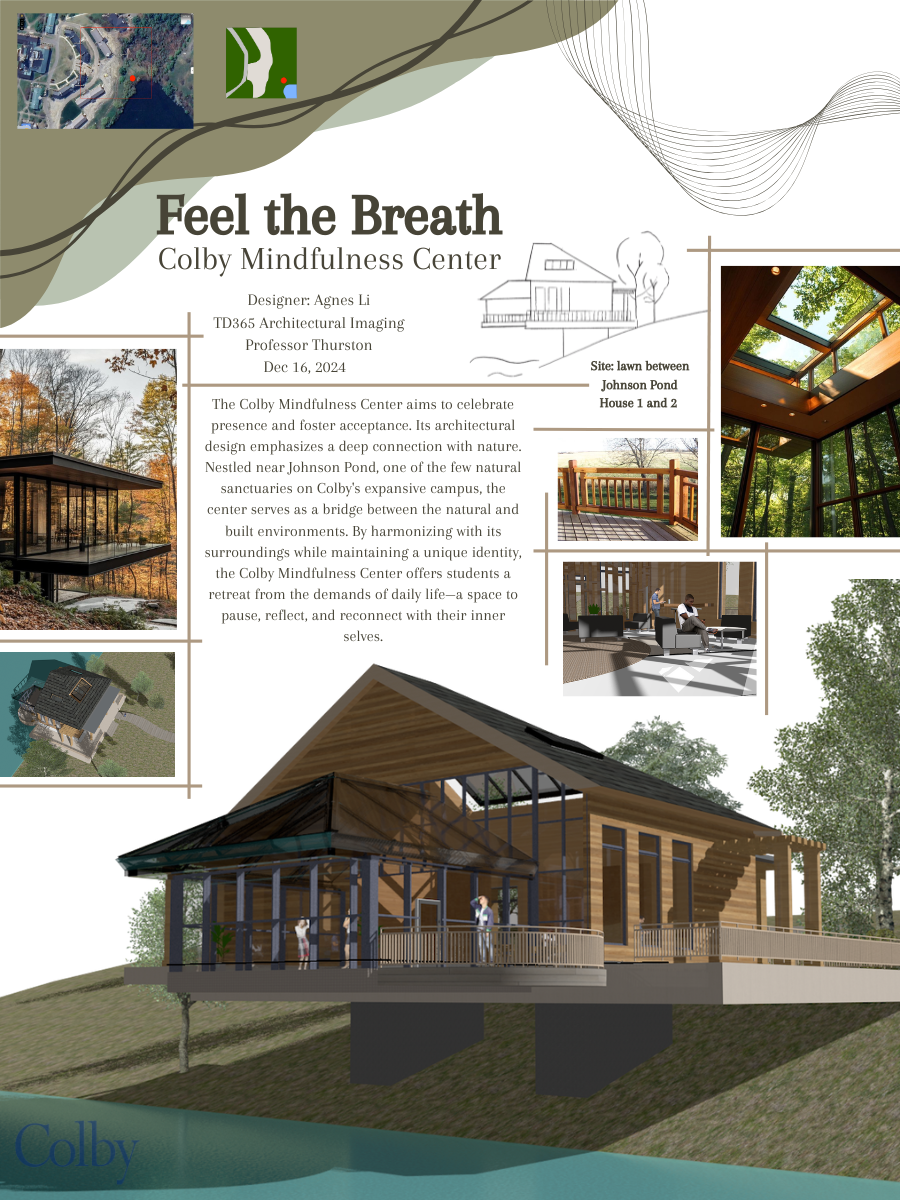 Feel the Breath
Colby Mindfulness Center
Designer: Agnes Li
TD365 Architectural Imaging
Professor Thurston
Dec 16, 2024
Site: lawn between
Johnson Pond
House 1 and 2
The Colby Mindfulness Center aims to celebrate
presence and foster acceptance. Its architectural
design emphasizes a deep connection with nature.
Nestled near Johnson Pond, one of the few natural
sanctuaries on Colby's expansive campus, the
center serves as a bridge between the natural and
built environments. By harmonizing with its
surroundings while maintaining a unique identity,
the Colby Mindfulness Center offers students a
retreat from the demands of daily life—a space to
pause, reflect, and reconnect with their inner
selves.
Colby